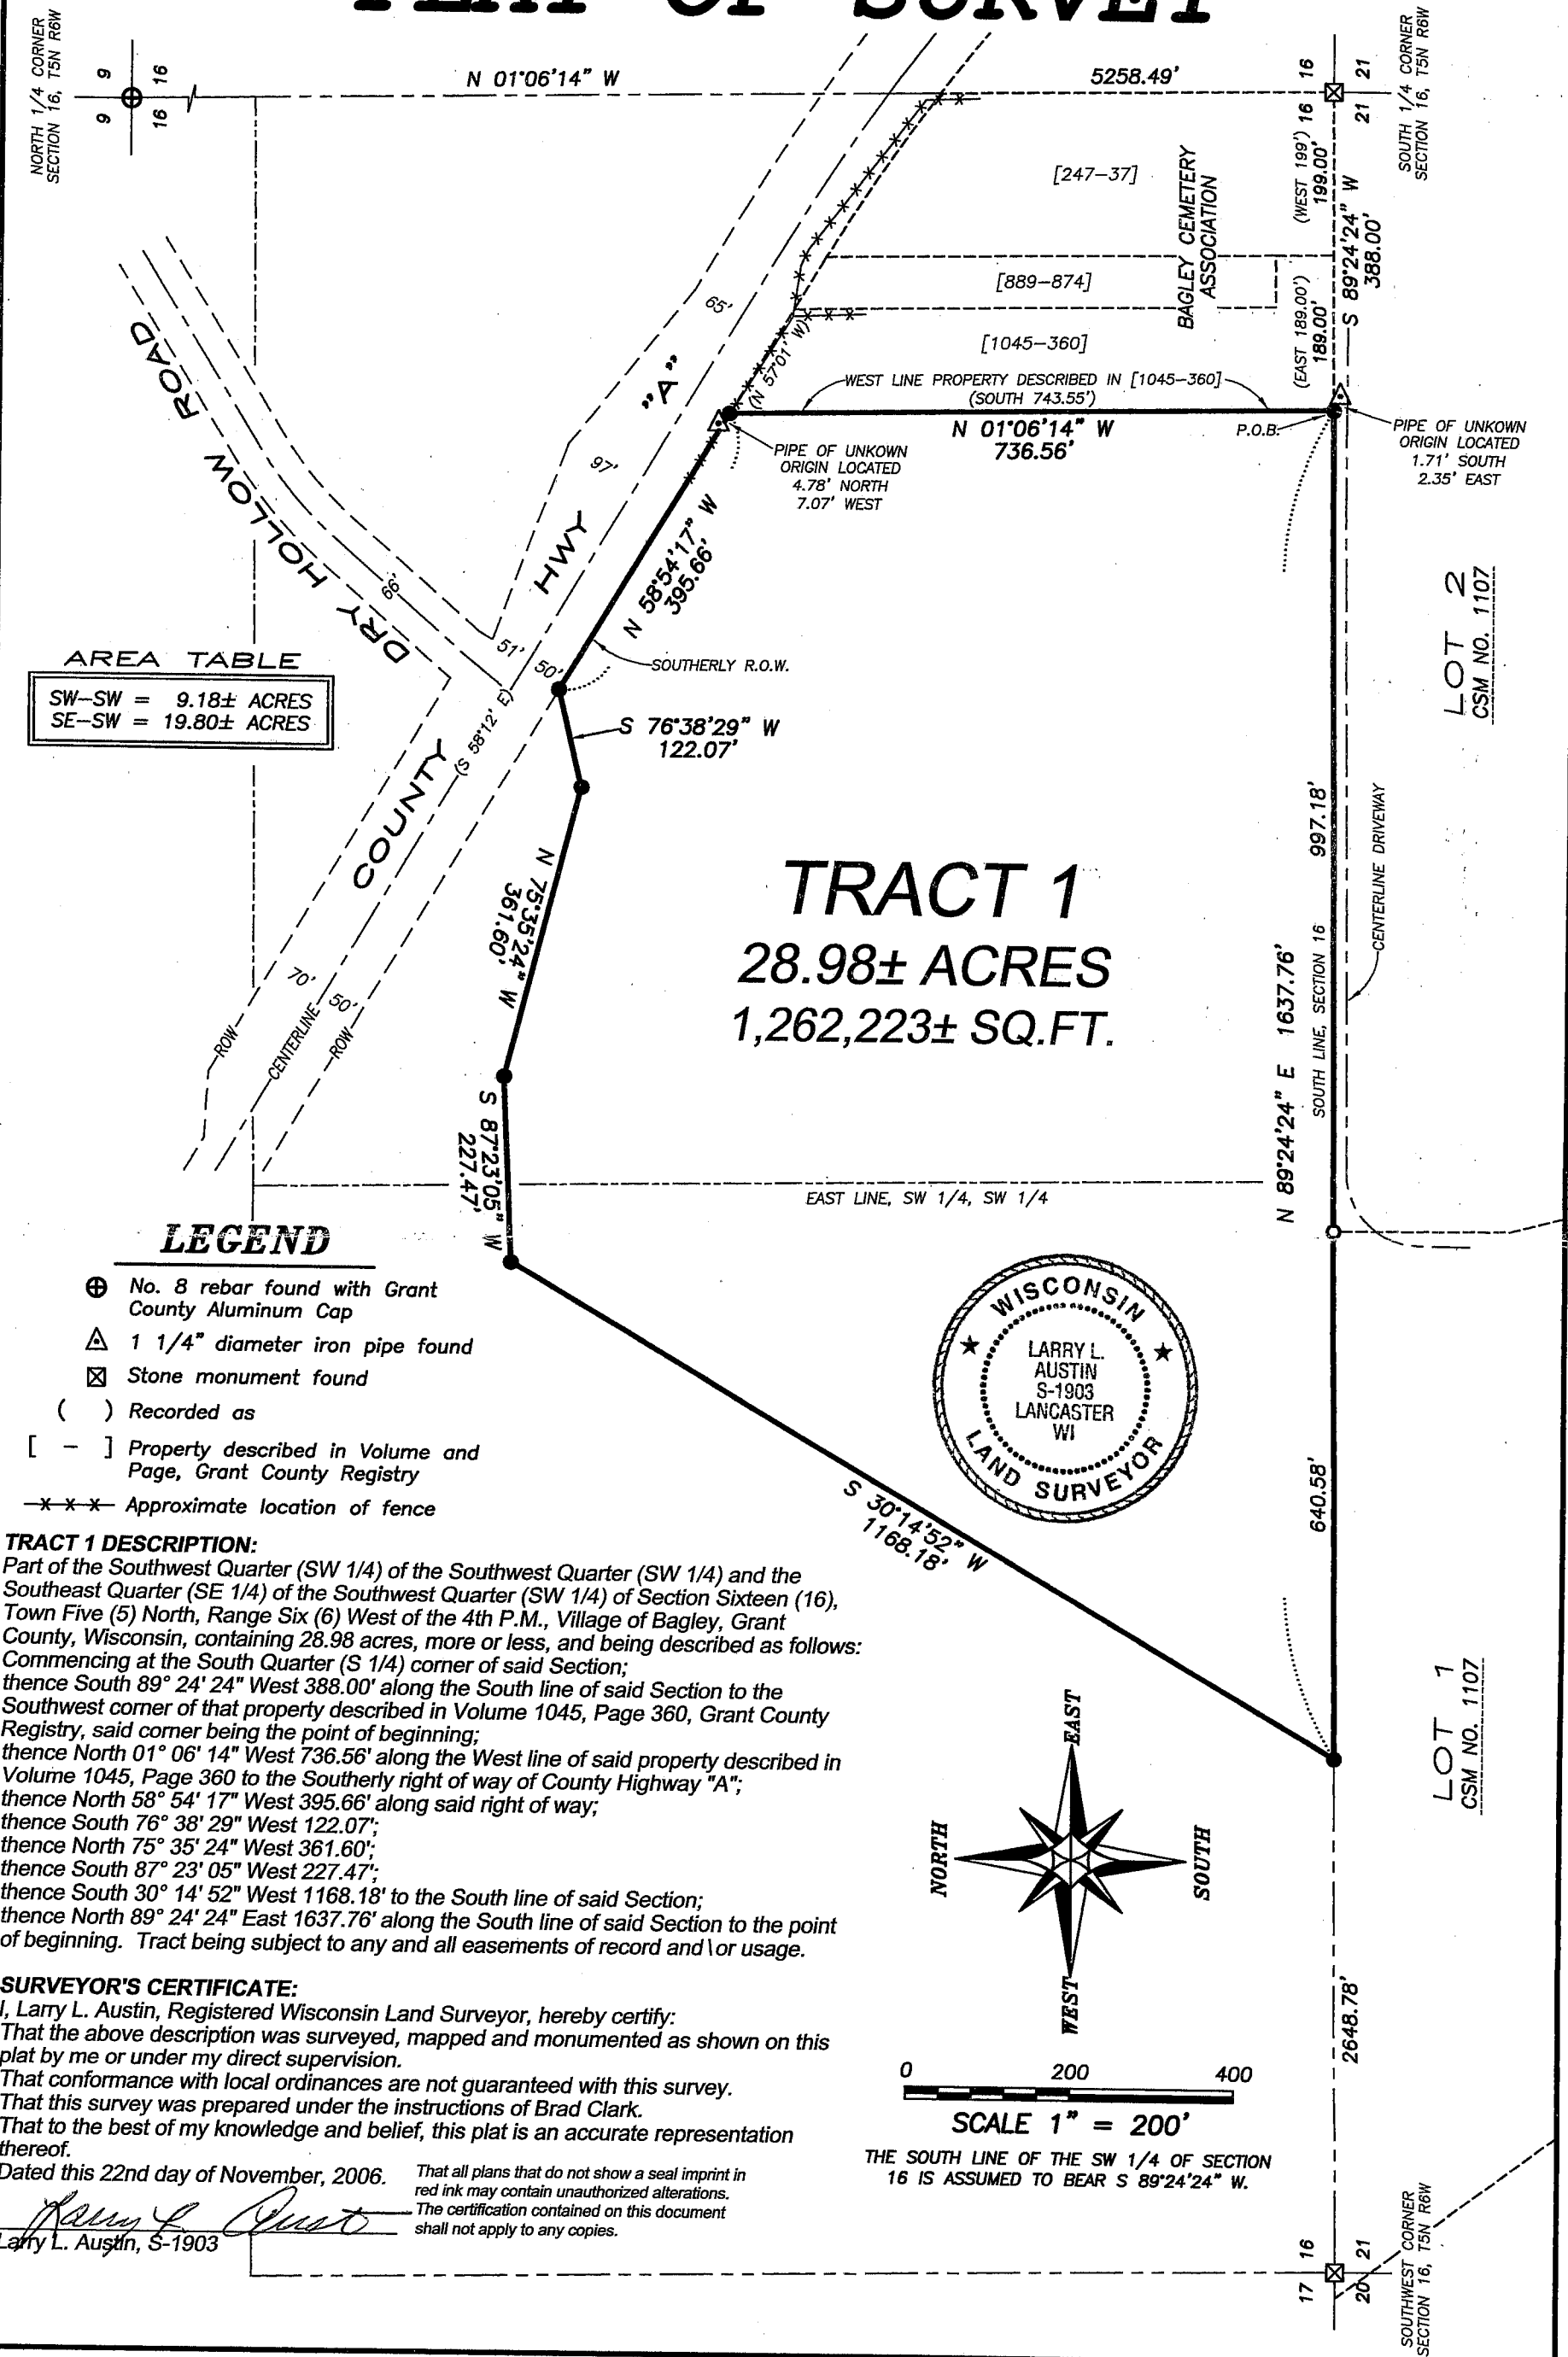 PLAT OF SURVEY
NORTH 1/4 CORNER
SECTION 16, T5N R6W
9
16
9
16
N 01°06'14" W
5258.49'
16
21
16
21
SOUTH 1/4 CORNER
SECTION 16, T5N R6W
(WEST 199')
199.00'
S 89°24'24" W
388.00'
(EAST 189.00')
189.00'
[247-37]
[889-874]
[1045-360]
BAGLEY CEMETERY
ASSOCIATION
WEST LINE PROPERTY DESCRIBED IN [1045-360]
(SOUTH 743.55')
N 01°06'14" W
736.56'
P.O.B.
PIPE OF UNKOWN
ORIGIN LOCATED
1.71' SOUTH
2.35' EAST
PIPE OF UNKOWN
ORIGIN LOCATED
4.78' NORTH
7.07' WEST
(N 57°01' W)
65'
97'
DRY HOLLOW ROAD
66'
COUNTY HWY "A"
51'
50'
(S 58°12' E)
N 58°54'17" W
395.66'
SOUTHERLY R.O.W.
S 76°38'29" W
122.07'
AREA TABLE
SW-SW = 9.18± ACRES
SE-SW = 19.80± ACRES
LOT 2
CSM NO. 1107
N 75°35'24" W
361.60'
70'
50'
ROW
CENTERLINE
ROW
TRACT 1
28.98± ACRES
1,262,223± SQ.FT.
997.18'
N 89°24'24" E 1637.76'
SOUTH LINE, SECTION 16
CENTERLINE DRIVEWAY
S 87°23'05" W
227.47'
EAST LINE, SW 1/4, SW 1/4
LEGEND
No. 8 rebar found with Grant
County Aluminum Cap
1 1/4" diameter iron pipe found
Stone monument found
( ) Recorded as
[ - ] Property described in Volume and
Page, Grant County Registry
-x-x-x- Approximate location of fence
WISCONSIN
LARRY L.
AUSTIN
S-1903
LANCASTER
WI
LAND SURVEYOR
S 30°14'52" W
1168.18'
640.58'
TRACT 1 DESCRIPTION:
Part of the Southwest Quarter (SW 1/4) of the Southwest Quarter (SW 1/4) and the
Southeast Quarter (SE 1/4) of the Southwest Quarter (SW 1/4) of Section Sixteen (16),
Town Five (5) North, Range Six (6) West of the 4th P.M., Village of Bagley, Grant
County, Wisconsin, containing 28.98 acres, more or less, and being described as follows:
Commencing at the South Quarter (S 1/4) corner of said Section;
thence South 89° 24' 24" West 388.00' along the South line of said Section to the
Southwest corner of that property described in Volume 1045, Page 360, Grant County
Registry, said corner being the point of beginning;
thence North 01° 06' 14" West 736.56' along the West line of said property described in
Volume 1045, Page 360 to the Southerly right of way of County Highway "A";
thence North 58° 54' 17" West 395.66' along said right of way;
thence South 76° 38' 29" West 122.07';
thence North 75° 35' 24" West 361.60';
thence South 87° 23' 05" West 227.47';
thence South 30° 14' 52" West 1168.18' to the South line of said Section;
thence North 89° 24' 24" East 1637.76' along the South line of said Section to the point
of beginning. Tract being subject to any and all easements of record and\or usage.
LOT 1
CSM NO. 1107
EAST
NORTH
SOUTH
WEST
SURVEYOR'S CERTIFICATE:
I, Larry L. Austin, Registered Wisconsin Land Surveyor, hereby certify:
That the above description was surveyed, mapped and monumented as shown on this
plat by me or under my direct supervision.
That conformance with local ordinances are not guaranteed with this survey.
That this survey was prepared under the instructions of Brad Clark.
That to the best of my knowledge and belief, this plat is an accurate representation
thereof.
Dated this 22nd day of November, 2006.
That all plans that do not show a seal imprint in
red ink may contain unauthorized alterations.
The certification contained on this document
shall not apply to any copies.
Larry L. Austin, S-1903
2648.78'
0 200 400
SCALE 1" = 200'
THE SOUTH LINE OF THE SW 1/4 OF SECTION
16 IS ASSUMED TO BEAR S 89°24'24" W.
16
21
17
20
SOUTHWEST CORNER
SECTION 16, T5N R6W